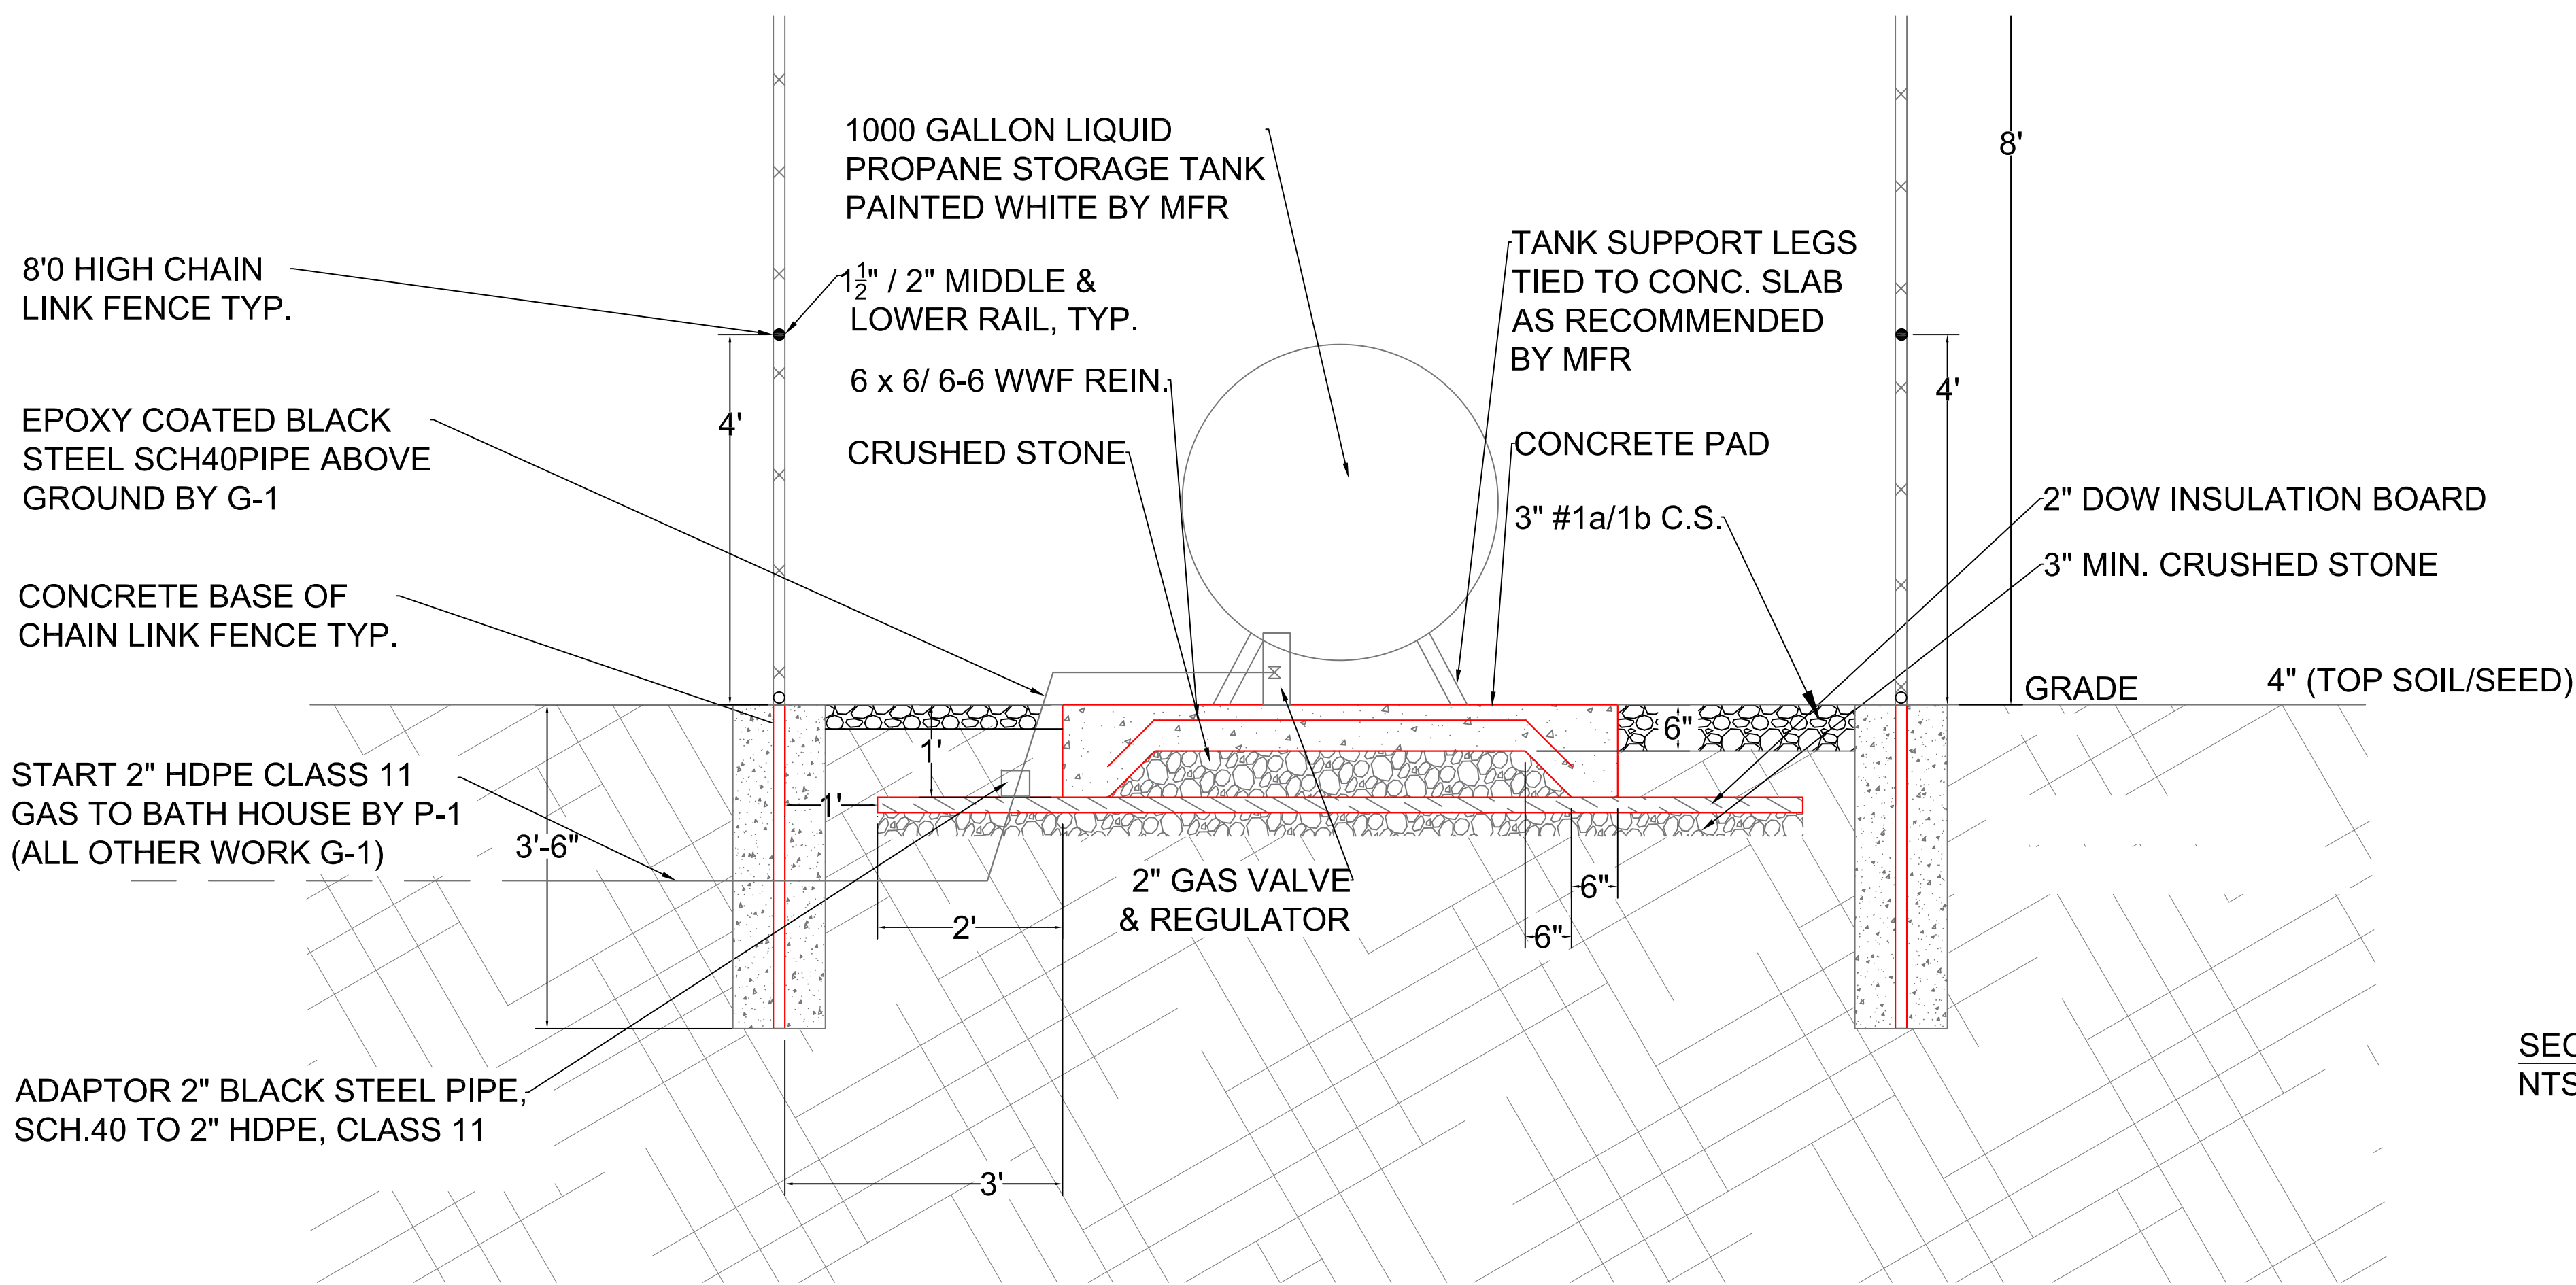 8'
1000 GALLON LIQUID
PROPANE STORAGE TANK
PAINTED WHITE BY MFR
8'0 HIGH CHAIN
LINK FENCE TYP.
1 1/2" / 2" MIDDLE &
LOWER RAIL, TYP.
TANK SUPPORT LEGS
TIED TO CONC. SLAB
AS RECOMMENDED
BY MFR
6 x 6/ 6-6 WWF REIN.
4'
4'
EPOXY COATED BLACK
STEEL SCH40PIPE ABOVE
GROUND BY G-1
CRUSHED STONE
CONCRETE PAD
3" #1a/1b C.S.
2" DOW INSULATION BOARD
3" MIN. CRUSHED STONE
CONCRETE BASE OF
CHAIN LINK FENCE TYP.
GRADE
4" (TOP SOIL/SEED)
1'
6"
START 2" HDPE CLASS 11
GAS TO BATH HOUSE BY P-1
(ALL OTHER WORK G-1)
1'
3'-6"
2" GAS VALVE
& REGULATOR
6"
2'
6"
ADAPTOR 2" BLACK STEEL PIPE,
SCH.40 TO 2" HDPE, CLASS 11
3'
SEC
NTS